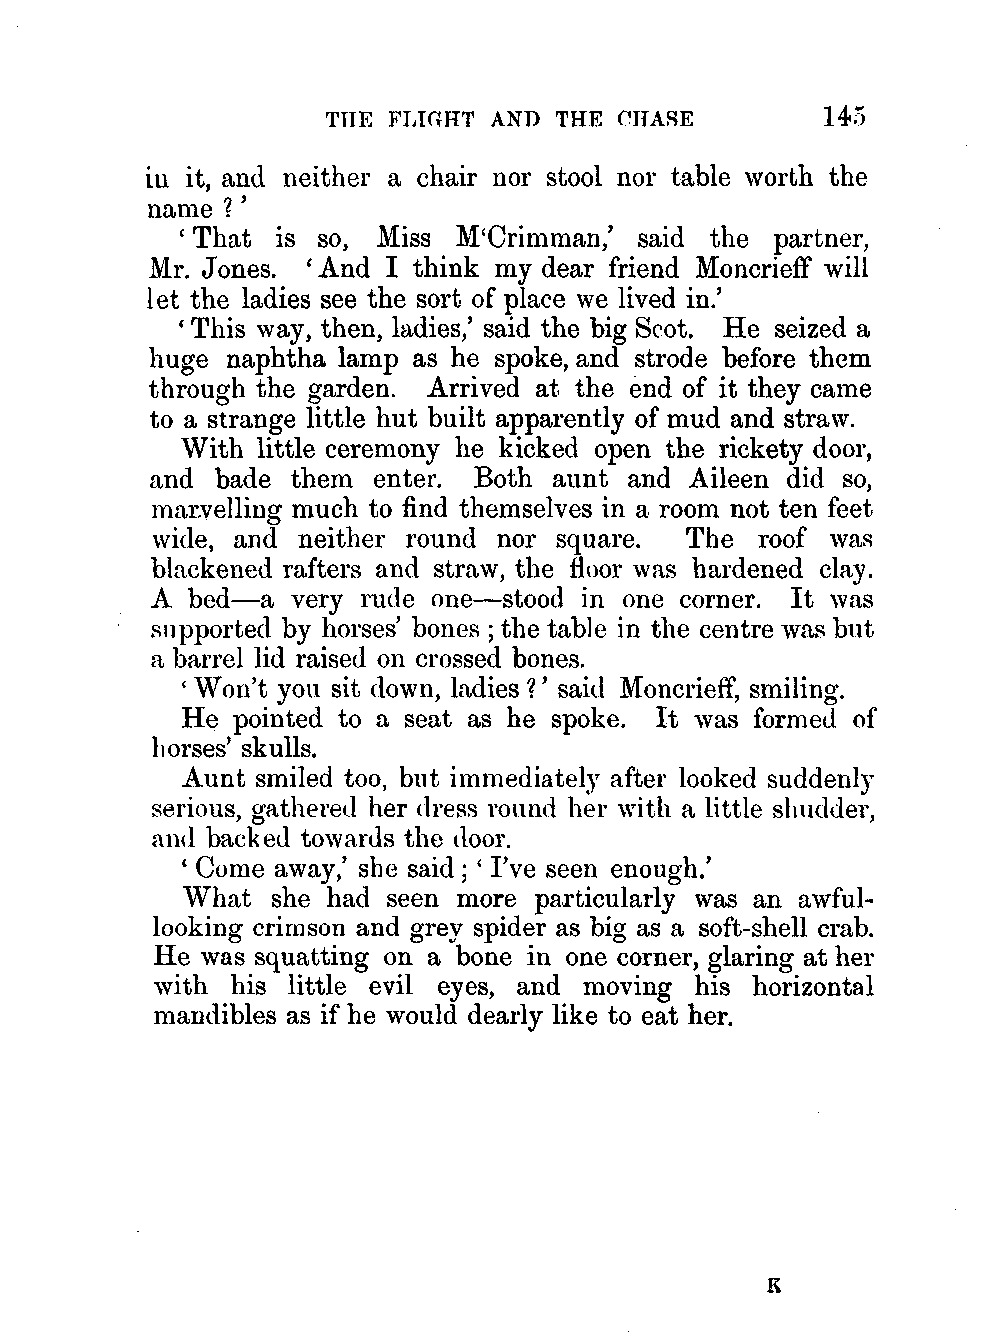 THE FLIGHT AND THE CHASE 145
in it, and neither a chair nor stool nor table worth the
name ?’
‘ That is so, Miss M‘Crimman,’ said the partner,
Mr. Jones. ‘ And I think my dear friend Moncrieff will
let the ladies see the sort of place we lived in.’
‘ This way, then, ladies,’ said the big Scot. He seized a
huge naphtha lamp as he spoke, and strode before them
through the garden. Arrived at the end of it they came
to a strange little hut built apparently of mud and straw.
With little ceremony he kicked open the rickety door,
and bade them enter. Both aunt and Aileen did so,
marvelling much to find themselves in a room not ten feet
wide, and neither round nor square. The roof was
blackened rafters and straw, the floor was hardened clay.
A bed—a very rude one—stood in one corner. It was
supported by horses’ bones ; the table in the centre was but
a barrel lid raised on crossed bones.
‘ Won’t you sit down, ladies ?’ said Moncrieff, smiling.
He pointed to a seat as he spoke. It was formed of
horses’ skulls.
Aunt smiled too, but immediately after looked suddenly
serious, gathered her dress round her with a little shudder,
and backed towards the door.
‘ Come away,’ she said ; ‘ I’ve seen enough.’
What she had seen more particularly was an awful-
looking crimson and grey spider as big as a soft-shell crab.
He was squatting on a bone in one corner, glaring at her
with his little evil eyes, and moving his horizontal
mandibles as if he would dearly like to eat her.
K